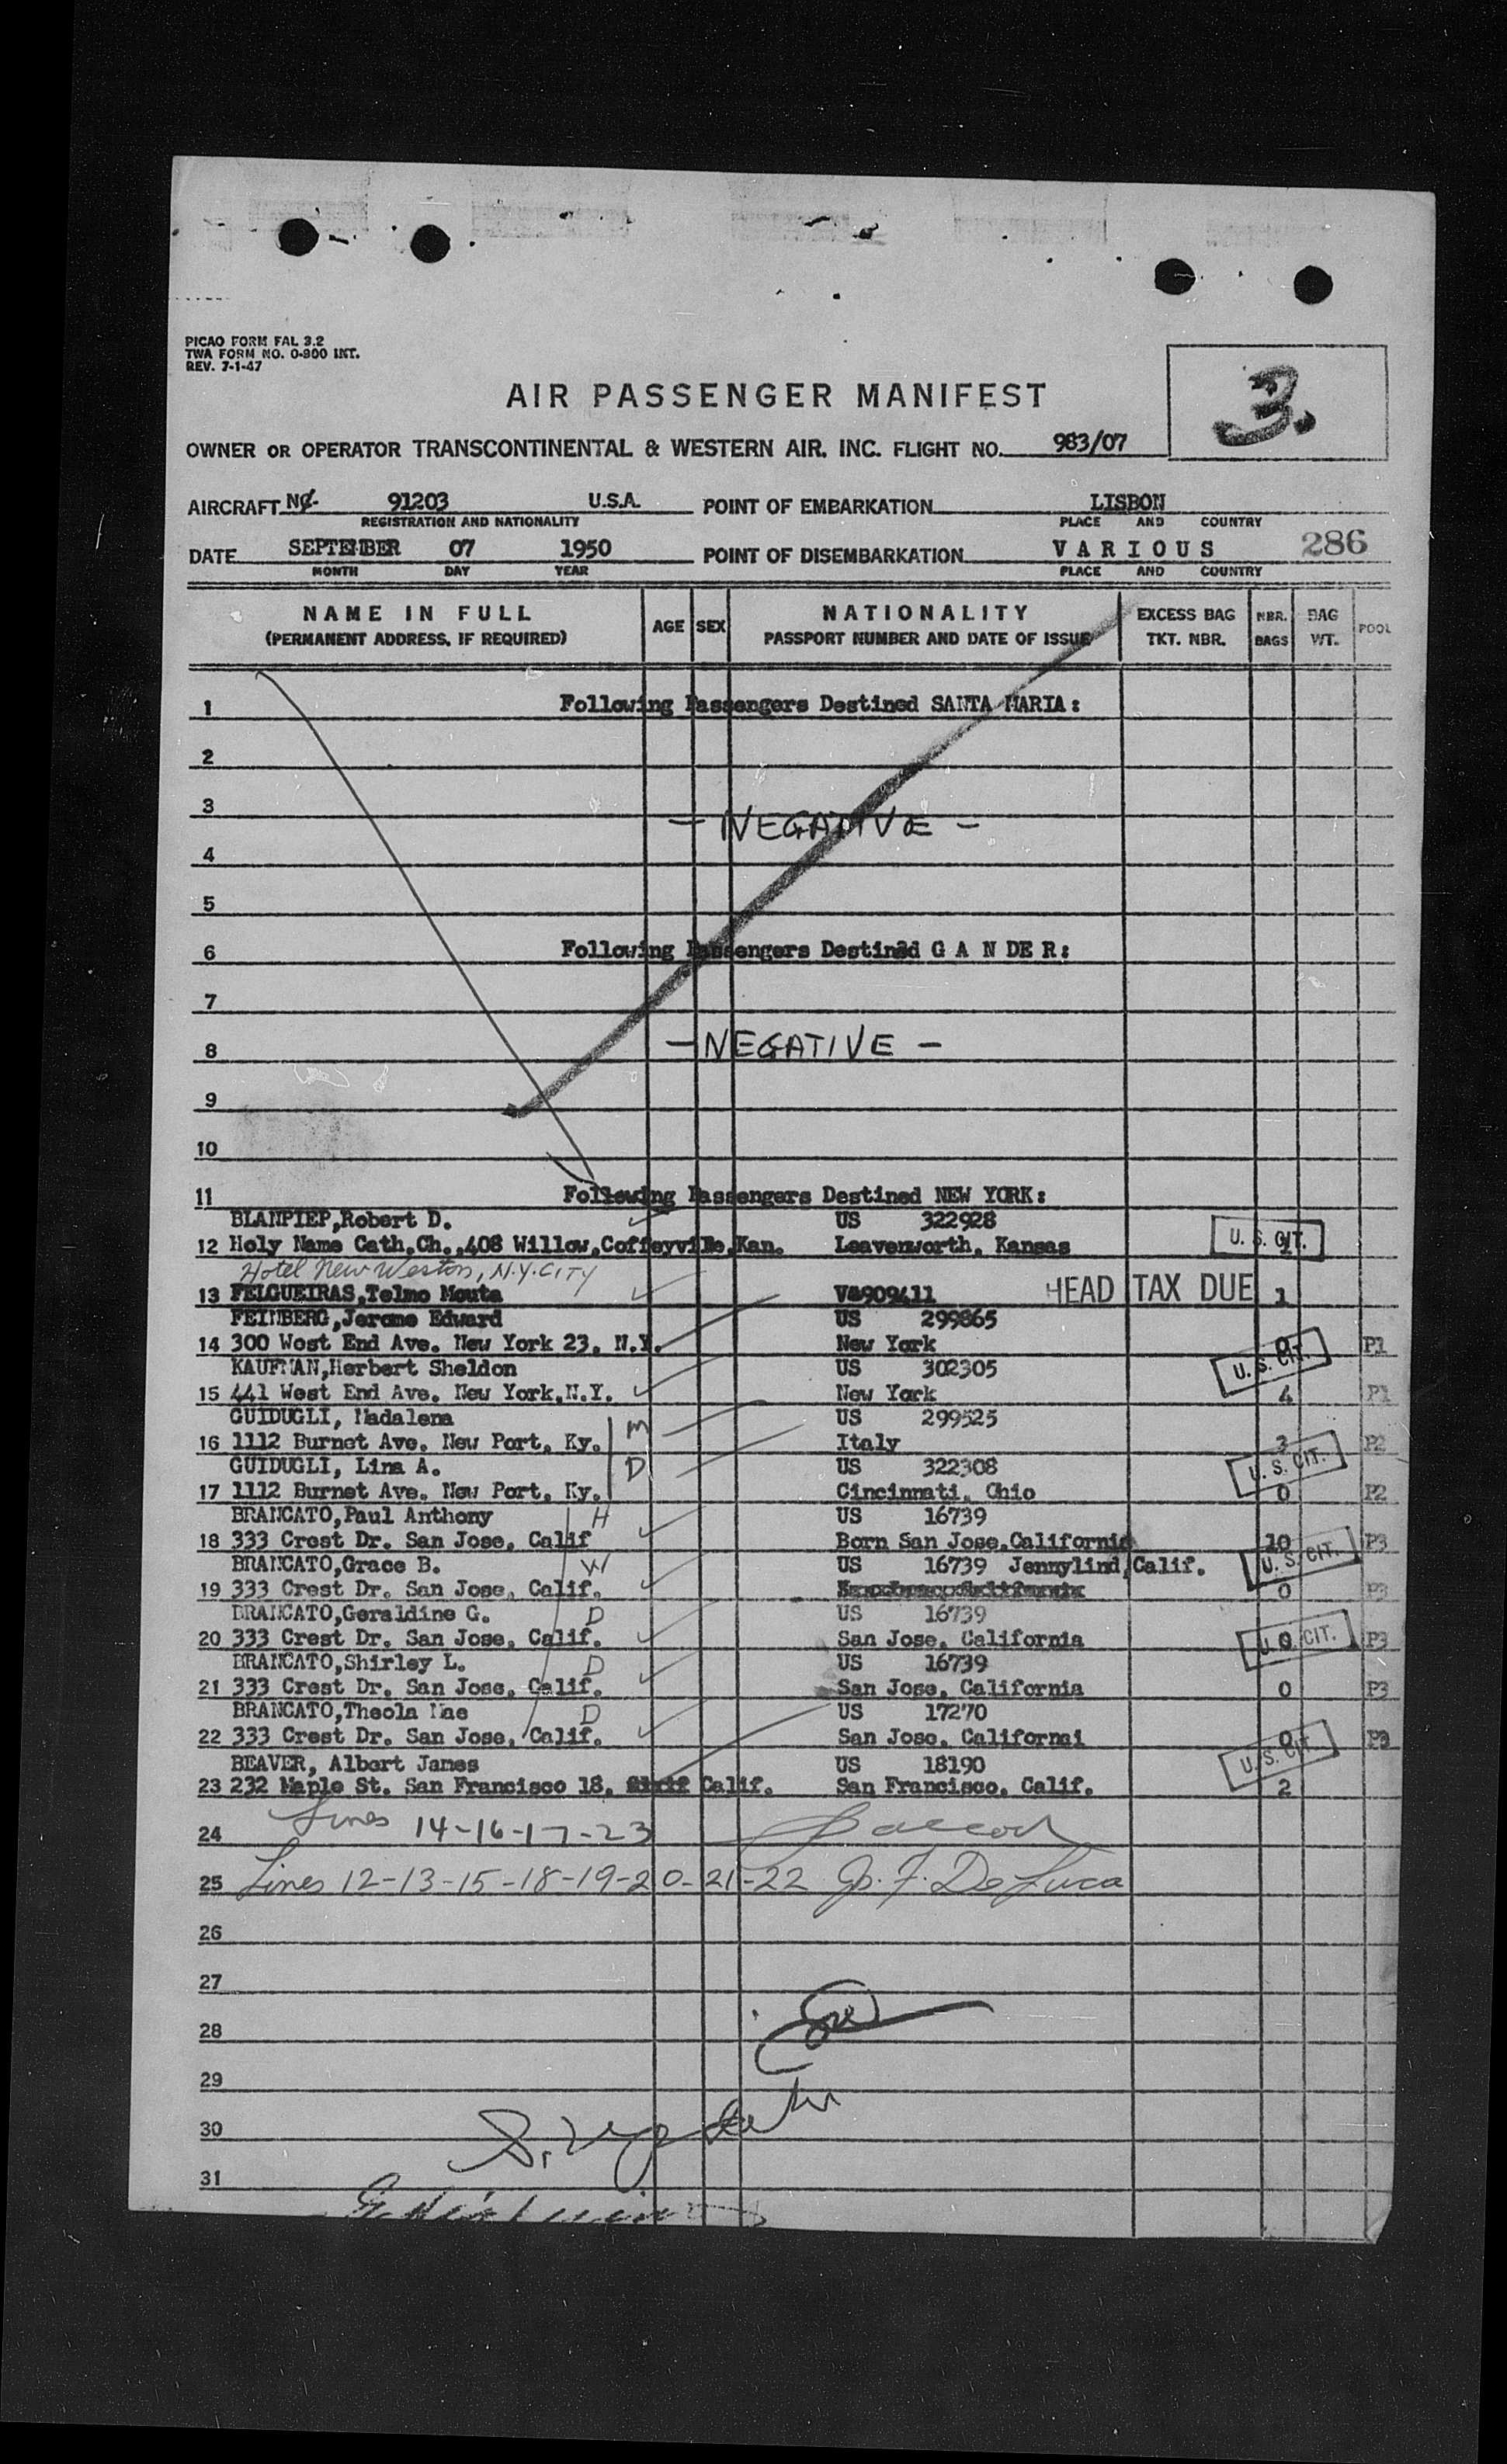 PICAO FORM FAL 3.2
TWA FORM NO. 0-900 INT.
REV. 7-1-47
3.
AIR PASSENGER MANIFEST
OWNER OR OPERATOR TRANSCONTINENTAL & WESTERN AIR, INC. FLIGHT NO. 983/07
AIRCRAFT NO. 91203 U.S.A. POINT OF EMBARKATION LISBON
REGISTRATION AND NATIONALITY PLACE AND COUNTRY
286
DATE SEPTEMBER 07 1950 POINT OF DISEMBARKATION VARIOUS
MONTH DAY YEAR PLACE AND COUNTRY
NAME IN FULL AGE SEX NATIONALITY EXCESS BAG NBR. BAG POOL
(PERMANENT ADDRESS, IF REQUIRED) PASSPORT NUMBER AND DATE OF ISSUE TKT. NBR. BAGS WT.
1 Following Passengers Destined SANTA MARIA:
2
3 - NEGATIVE -
4
5
6 Following Passengers Destined G A N D E R:
7
8 - NEGATIVE -
9
10
11 Following Passengers Destined NEW YORK:
BLANPIEP,Robert D. US 322928
12 Holy Name Cath.Ch.,408 Willow,Coffeyville,Kan. Leavenworth, Kansas U. S. CIT.
Hotel New Weston, N.Y. CITY
13 FELGUEIRAS,Telmo Mouta V#909411 HEAD TAX DUE 1
FEINBERG,Jerome Edward US 299865
14 300 West End Ave. New York 23, N.Y. New York 0 P1
KAUFMAN,Herbert Sheldon US 302305 U. S. CIT.
15 441 West End Ave. New York,N.Y. New York 4 P1
GUIDUGLI, Madalena US 299525
16 1112 Burnet Ave. New Port, Ky. M Italy 3 P2
GUIDUGLI, Lina A. D US 322308 U. S. CIT.
17 1112 Burnet Ave. New Port, Ky. Cincinnati, Ohio 0 P2
BRANCATO,Paul Anthony H US 16739
18 333 Crest Dr. San Jose, Calif Born San Jose,California 10 P3
BRANCATO,Grace B. W US 16739 Jennylind,Calif. U. S. CIT.
19 333 Crest Dr. San Jose, Calif. 0 P3
BRANCATO,Geraldine G. D US 16739
20 333 Crest Dr. San Jose, Calif. San Jose, California 0 U. S. CIT. P3
BRANCATO,Shirley L. D US 16739
21 333 Crest Dr. San Jose, Calif. San Jose, California 0 P3
BRANCATO,Theola Mae D US 17270
22 333 Crest Dr. San Jose, Calif. San Jose, Californai 0 P3
BEAVER, Albert James US 18190 U. S. CIT.
23 232 Maple St. San Francisco 18, Calif. San Francisco, Calif. 2
24 Lines 14-16-17-23
25 Lines 12-13-15-18-19-20-21-22 Jos. F. De Luca
26
27
28
29
30
31